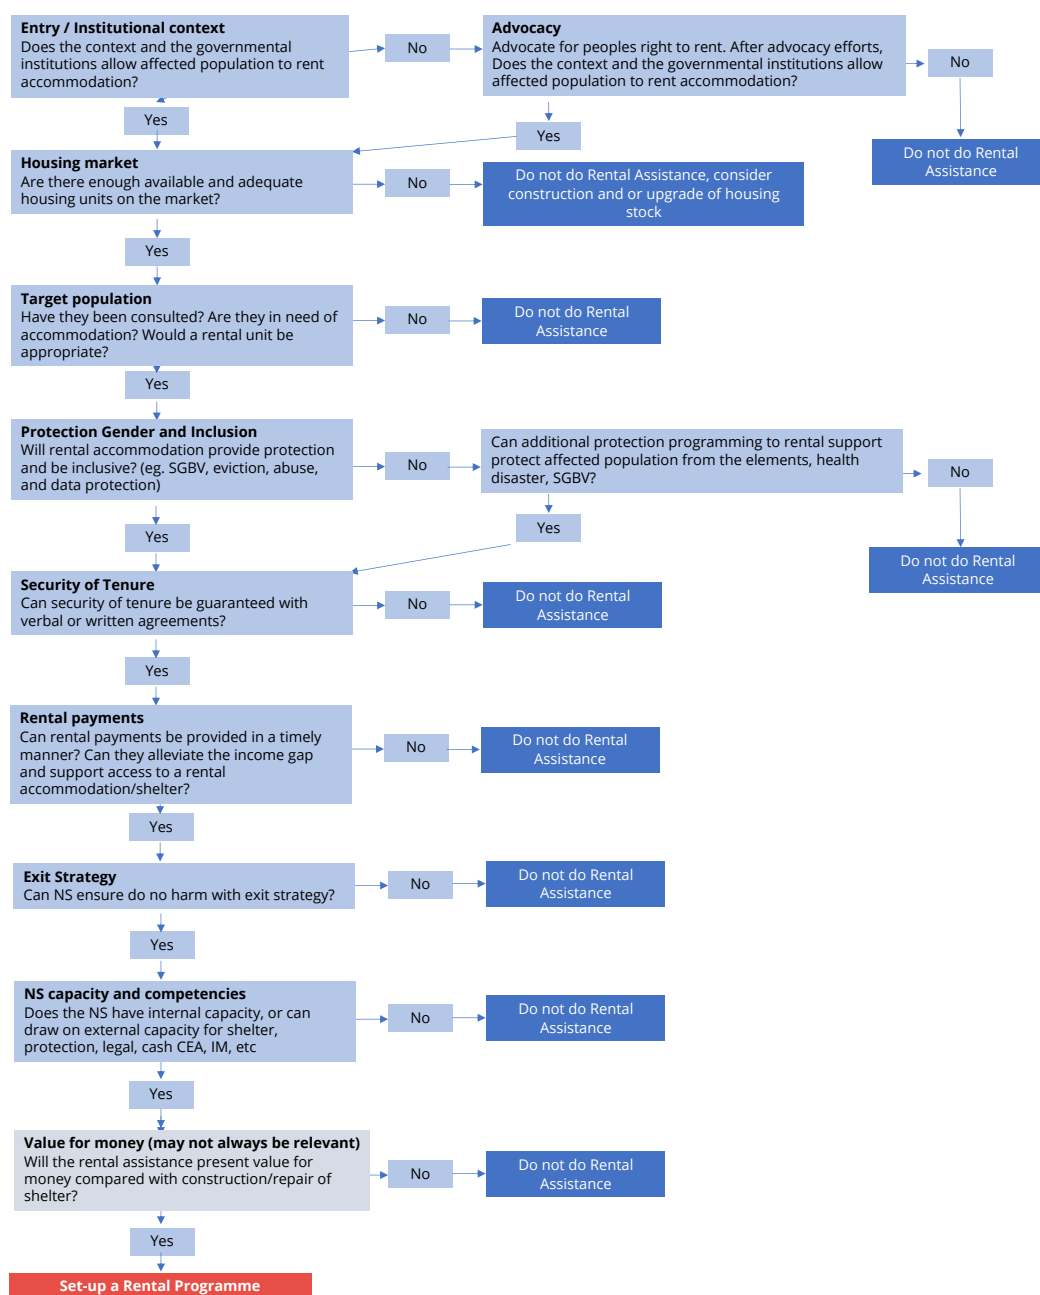 Entry / Institutional context
Does the context and the governmental
institutions allow affected population to rent
accommodation?
No
Advocacy
Advocate for peoples right to rent. After advocacy efforts,
Does the context and the governmental institutions allow
affected population to rent accommodation?
No
Do not do Rental
Assistance
Yes
Yes
Housing market
Are there enough available and adequate
housing units on the market?
No
Do not do Rental Assistance, consider
construction and or upgrade of housing
stock
Yes
Target population
Have they been consulted? Are they in need of
accommodation? Would a rental unit be
appropriate?
No
Do not do Rental
Assistance
Yes
Protection Gender and Inclusion
Will rental accommodation provide protection
and be inclusive? (eg. SGBV, eviction, abuse,
and data protection)
No
Can additional protection programming to rental support
protect affected population from the elements, health
disaster, SGBV?
No
Do not do Rental
Assistance
Yes
Yes
Security of Tenure
Can security of tenure be guaranteed with
verbal or written agreements?
No
Do not do Rental
Assistance
Yes
Rental payments
Can rental payments be provided in a timely
manner? Can they alleviate the income gap
and support access to a rental
accommodation/shelter?
No
Do not do Rental
Assistance
Yes
Exit Strategy
Can NS ensure do no harm with exit strategy?
No
Do not do Rental
Assistance
Yes
NS capacity and competencies
Does the NS have internal capacity, or can
draw on external capacity for shelter,
protection, legal, cash CEA, IM, etc
No
Do not do Rental
Assistance
Yes
Value for money (may not always be relevant)
Will the rental assistance present value for
money compared with construction/repair of
shelter?
No
Do not do Rental
Assistance
Yes
Set-up a Rental Programme